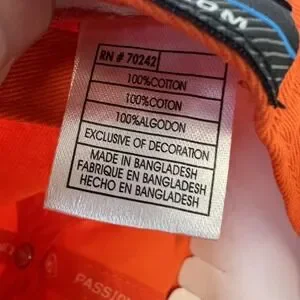 .COM
RN # 70242
100%COTTON
100%COTON
100%ALGODON
EXCLUSIVE OF DECORATION
MADE IN BANGLADESH
FABRIQUE EN BANGLADESH
HECHO EN BANGLADESH